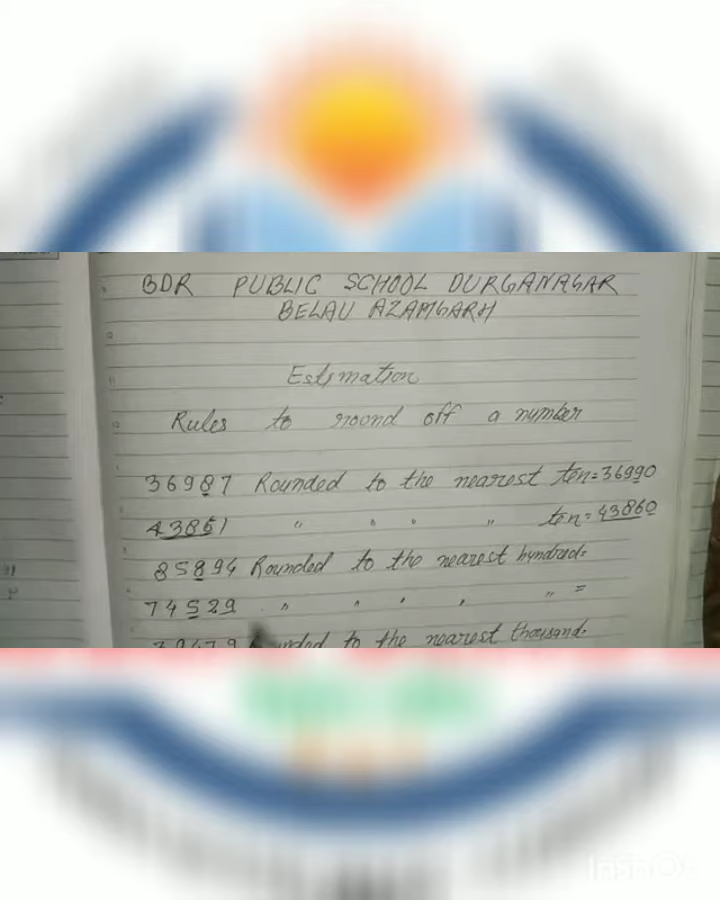 BDR PUBLIC SCHOOL DURGANAGAR
BELAU AZAMGARH
Estimation
Rules to round off a number
36987 Rounded to the nearest ten=36990
43861 " " " " ten=43860
85894 Rounded to the nearest hundred=
74529 " " " " " =
Rounded to the nearest thousand=
InShOt